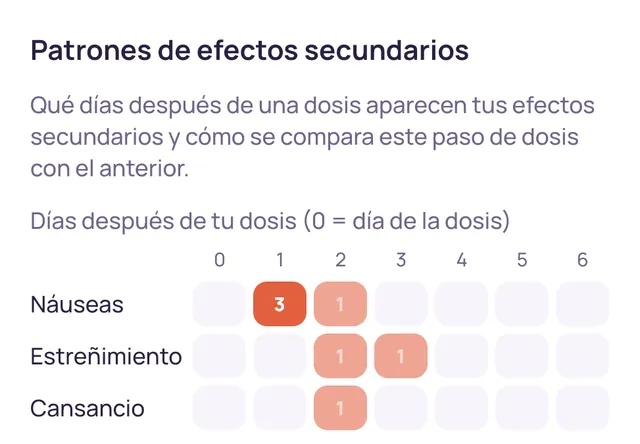 Patrones de efectos secundarios
Qué días después de una dosis aparecen tus efectos
secundarios y cómo se compara este paso de dosis
con el anterior.
Días después de tu dosis (0 = día de la dosis)
0 1 2 3 4 5 6
Náuseas 3 1
Estreñimiento 1 1
Cansancio 1